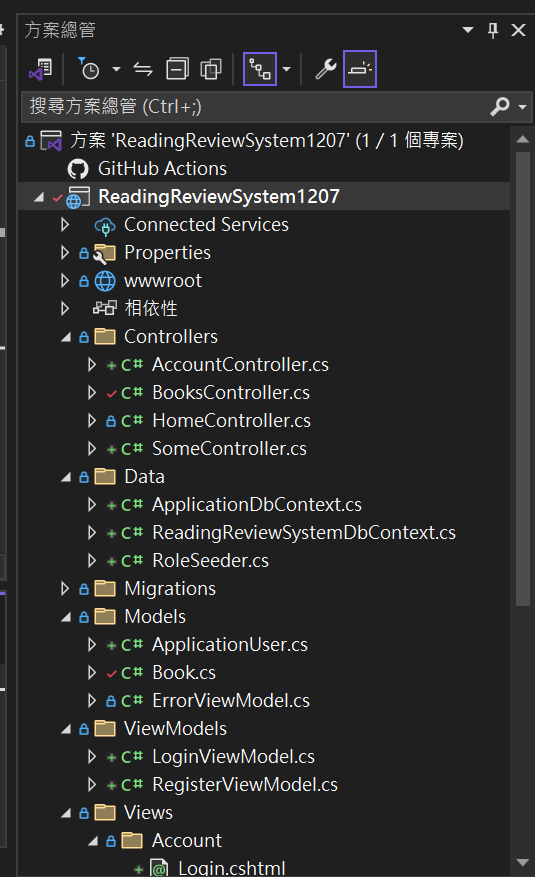 方案總管
搜尋方案總管 (Ctrl+;)
方案 'ReadingReviewSystem1207' (1 / 1 個專案)
GitHub Actions
ReadingReviewSystem1207
Connected Services
Properties
wwwroot
相依性
Controllers
C# AccountController.cs
C# BooksController.cs
C# HomeController.cs
C# SomeController.cs
Data
C# ApplicationDbContext.cs
C# ReadingReviewSystemDbContext.cs
C# RoleSeeder.cs
Migrations
Models
C# ApplicationUser.cs
C# Book.cs
C# ErrorViewModel.cs
ViewModels
C# LoginViewModel.cs
C# RegisterViewModel.cs
Views
Account
Login.cshtml